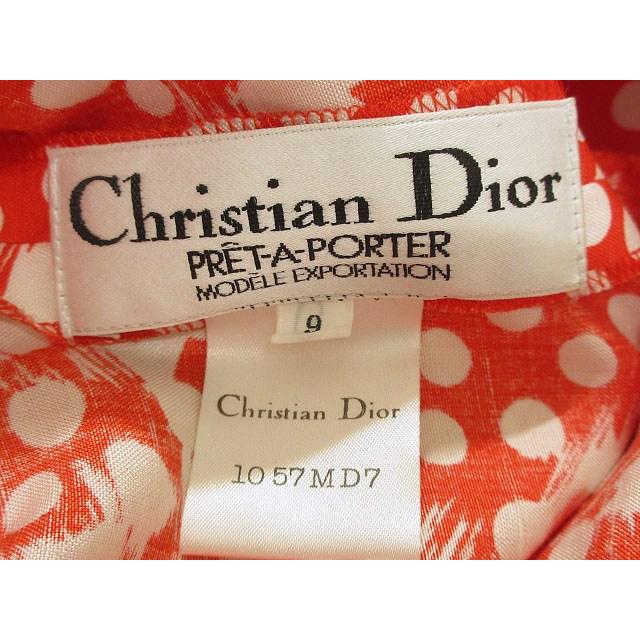 Christian Dior
PRÊT-A-PORTER
MODÈLE EXPORTATION
9
Christian Dior
1057MD7